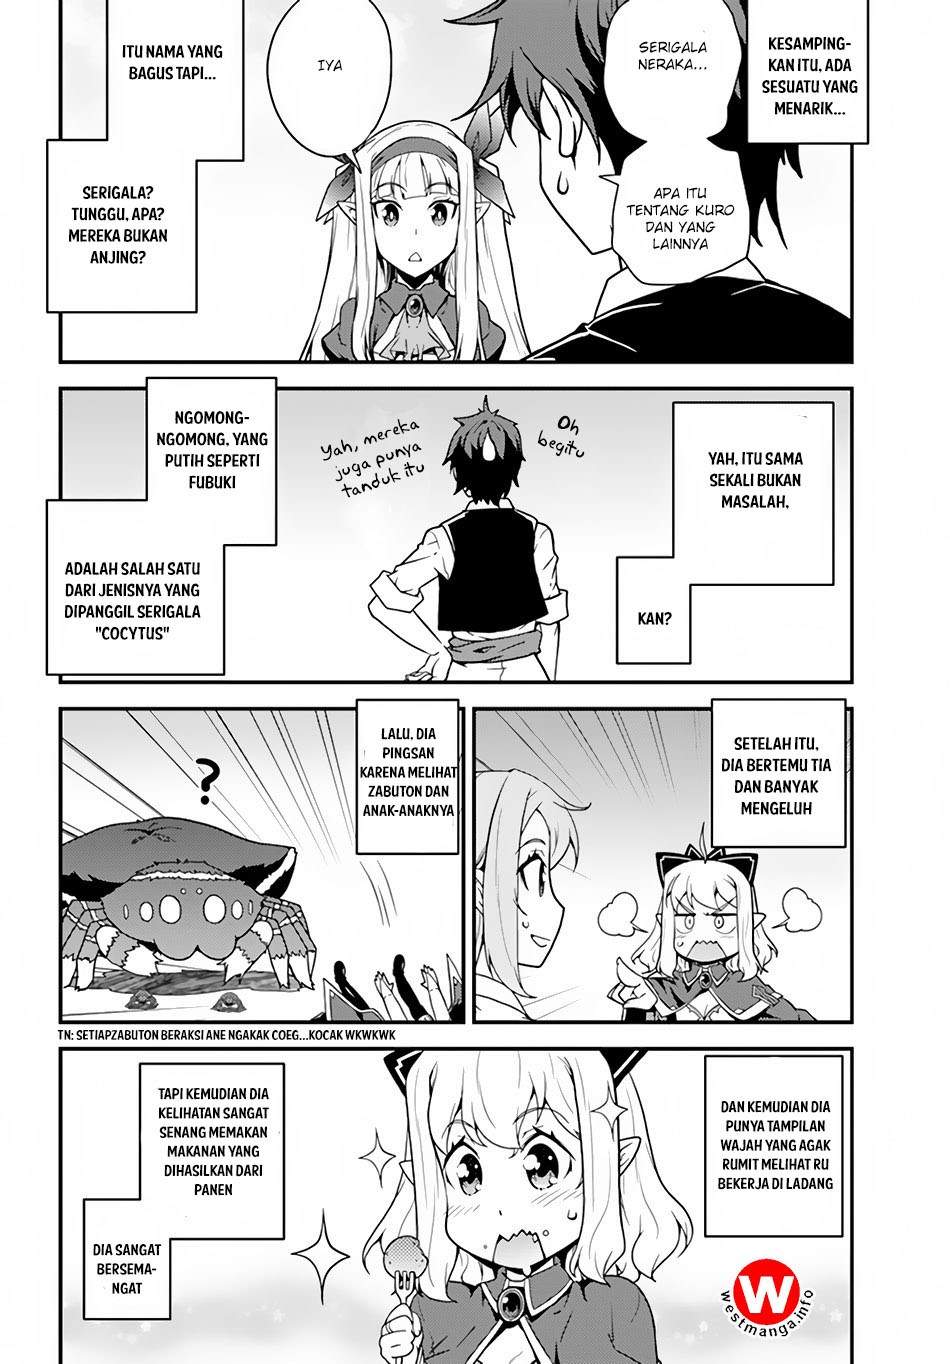 KESAMPING-
KAN ITU, ADA
SESUATU YANG
MENARIK...
SERIGALA
NERAKA...
APA ITU
TENTANG KURO
DAN YANG
LAINNYA
IYA
ITU NAMA YANG
BAGUS TAPI...
SERIGALA?
TUNGGU, APA?
MEREKA BUKAN
ANJING?
YAH, ITU SAMA
SEKALI BUKAN
MASALAH,
KAN?
Oh
begitu
Yah, mereka
juga punya
tanduk itu
NGOMONG-
NGOMONG, YANG
PUTIH SEPERTI
FUBUKI
ADALAH SALAH SATU
DARI JENISNYA YANG
DIPANGGIL SERIGALA
"COCYTUS"
SETELAH ITU,
DIA BERTEMU TIA
DAN BANYAK
MENGELUH
LALU, DIA
PINGSAN
KARENA MELIHAT
ZABUTON DAN
ANAK-ANAKNYA
?
TN: SETIAPZABUTON BERAKSI ANE NGAKAK COEG...KOCAK WKWKWK
DAN KEMUDIAN DIA
PUNYA TAMPILAN
WAJAH YANG AGAK
RUMIT MELIHAT RU
BEKERJA DI LADANG
TAPI KEMUDIAN DIA
KELIHATAN SANGAT
SENANG MEMAKAN
MAKANAN YANG
DIHASILKAN DARI
PANEN
DIA SANGAT
BERSEMA-
NGAT
W
westmanga.info